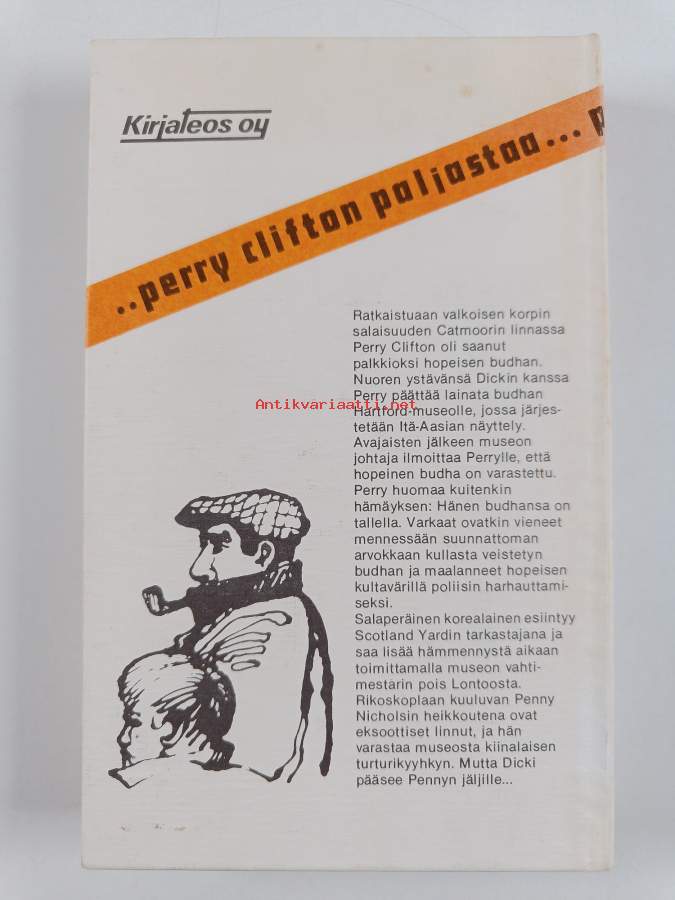 Kirjateos oy
..perry clifton paljastaa... p
Ratkaistuaan valkoisen korpin
salaisuuden Catmoorin linnassa
Perry Clifton oli saanut
palkkioksi hopeisen budhan.
Nuoren ystävänsä Dickin kanssa
Perry päättää lainata budhan
Antikvariaatti.net
Hartford-museolle, jossa järjes-
tetään Itä-Aasian näyttely.
Avajaisten jälkeen museon
johtaja ilmoittaa Perrylle, että
hopeinen budha on varastettu.
Perry huomaa kuitenkin
hämäyksen: Hänen budhansa on
tallella. Varkaat ovatkin vieneet
mennessään suunnattoman
arvokkaan kullasta veistetyn
budhan ja maalanneet hopeisen
kultavärillä poliisin harhauttami-
seksi.
Salaperäinen korealainen esiintyy
Scotland Yardin tarkastajana ja
saa lisää hämmennystä aikaan
toimittamalla museon vahti-
mestarin pois Lontoosta.
Rikoskoplaan kuuluvan Penny
Nicholsin heikkoutena ovat
eksoottiset linnut, ja hän
varastaa museosta kiinalaisen
turturikyyhkyn. Mutta Dicki
pääsee Pennyn jäljille...